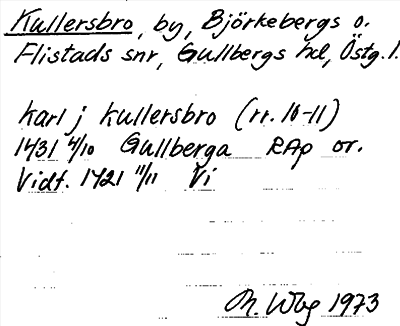 Kullersbro, by, Björkebergs o.
Flistads snr, Gullbergs hd, Östg. l.
karl j kullersbro (rr. 10-11)
1431 4/10 Gullberga RAp or.
Vidf. 1421 11/11 Vi
Th. Wbg 1973